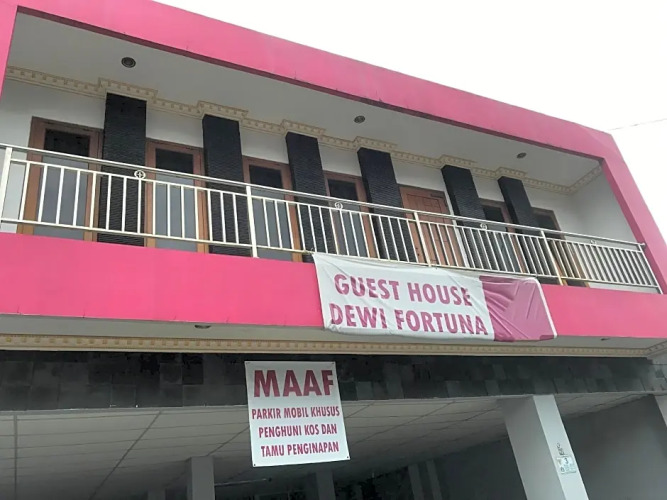 GUEST HOUSE
DEWI FORTUNA
MAAF
PARKIR MOBIL KHUSUS
PENGHUNI KOS DAN
TAMU PENGINAPAN